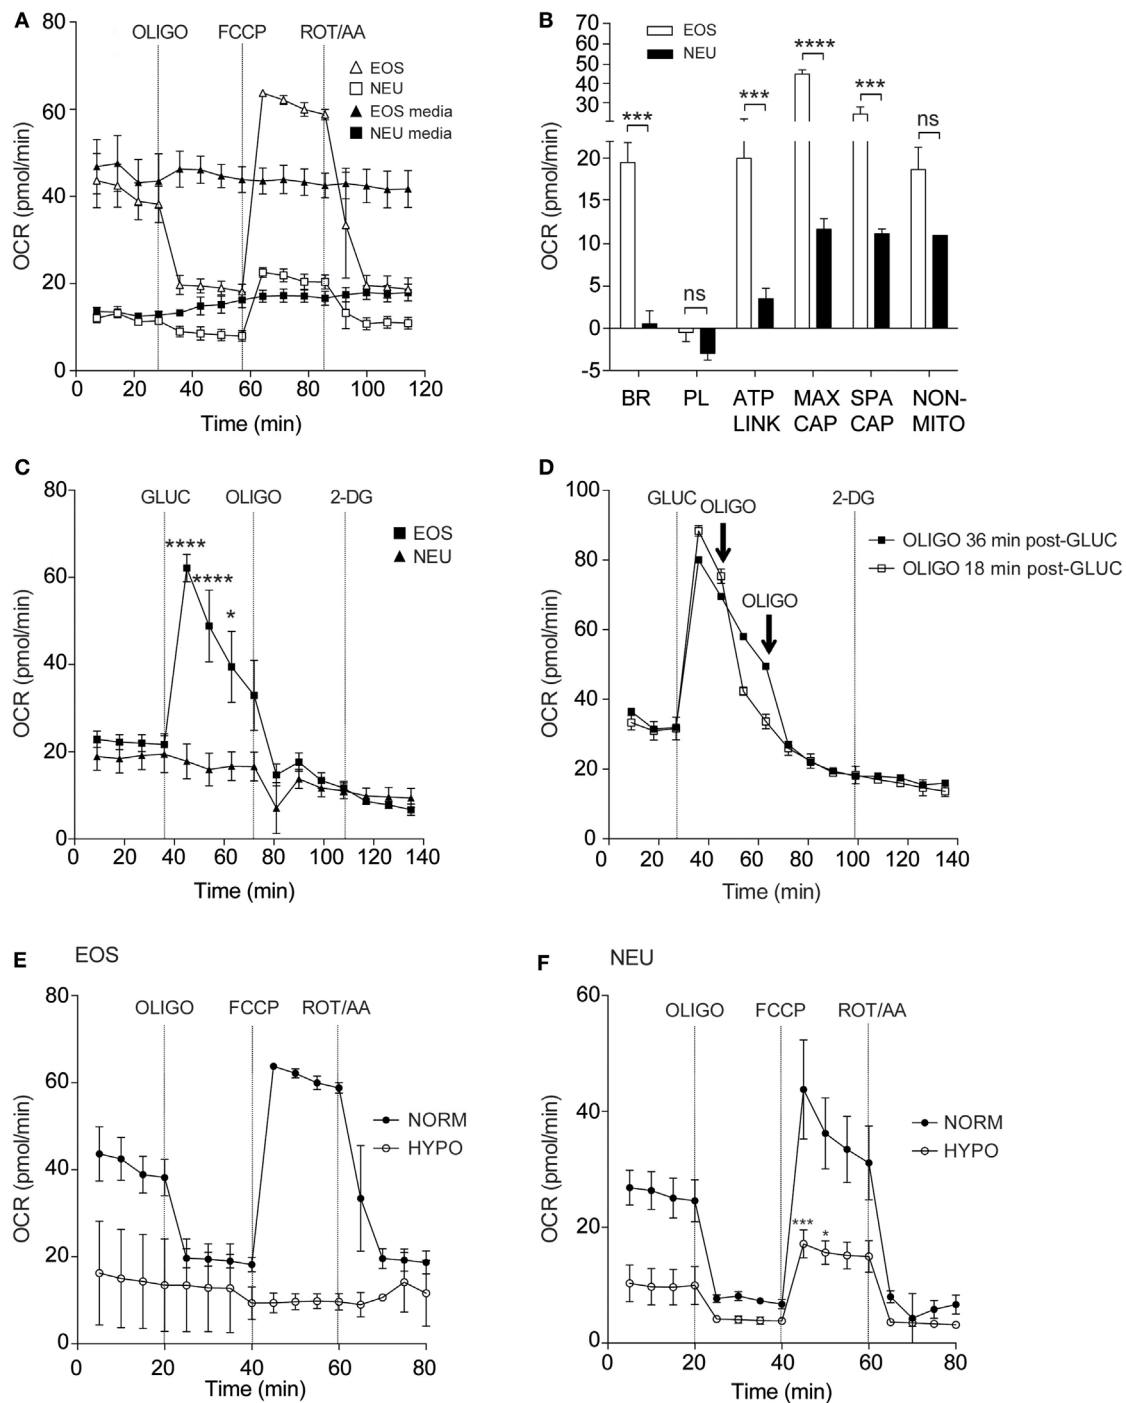 A
OCR (pmol/min)
80
60
40
20
0
OLIGO FCCP ROT/AA
EOS
NEU
EOS media
NEU media
0 20 40 60 80 100 120
Time (min)
B
OCR (pmol/min)
70
60
50
40
30
20
15
10
5
0
-5
EOS
NEU
***
ns
***
****
***
ns
BR PL ATP MAX SPA NON-
LINK CAP CAP MITO
C
OCR (pmol/min)
80
60
40
20
0
GLUC OLIGO 2-DG
****
****
*
EOS
NEU
0 20 40 60 80 100 120 140
Time (min)
D
OCR (pmol/min)
100
80
60
40
20
0
GLUC
OLIGO
OLIGO
2-DG
OLIGO 36 min post-GLUC
OLIGO 18 min post-GLUC
0 20 40 60 80 100 120 140
Time (min)
E
EOS
OCR (pmol/min)
80
60
40
20
0
OLIGO FCCP ROT/AA
NORM
HYPO
0 20 40 60 80
Time (min)
F
NEU
OCR (pmol/min)
60
40
20
0
OLIGO FCCP ROT/AA
***
*
NORM
HYPO
0 20 40 60 80
Time (min)